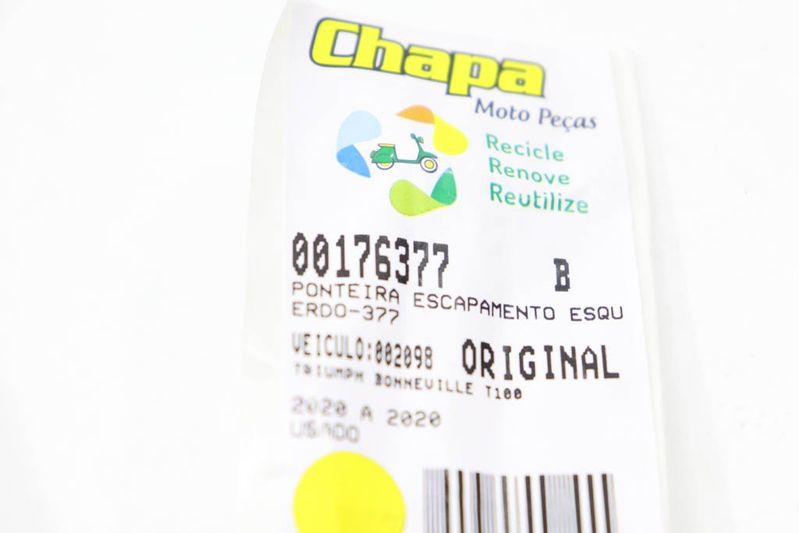 Chapa
Moto Peças
Recicle
Renove
Reutilize
00176377 B
PONTEIRA ESCAPAMENTO ESQU
ERDO-377
VEICULO:002098 ORIGINAL
TRIUMPH BONNEVILLE T100
2020 A 2020
USADO